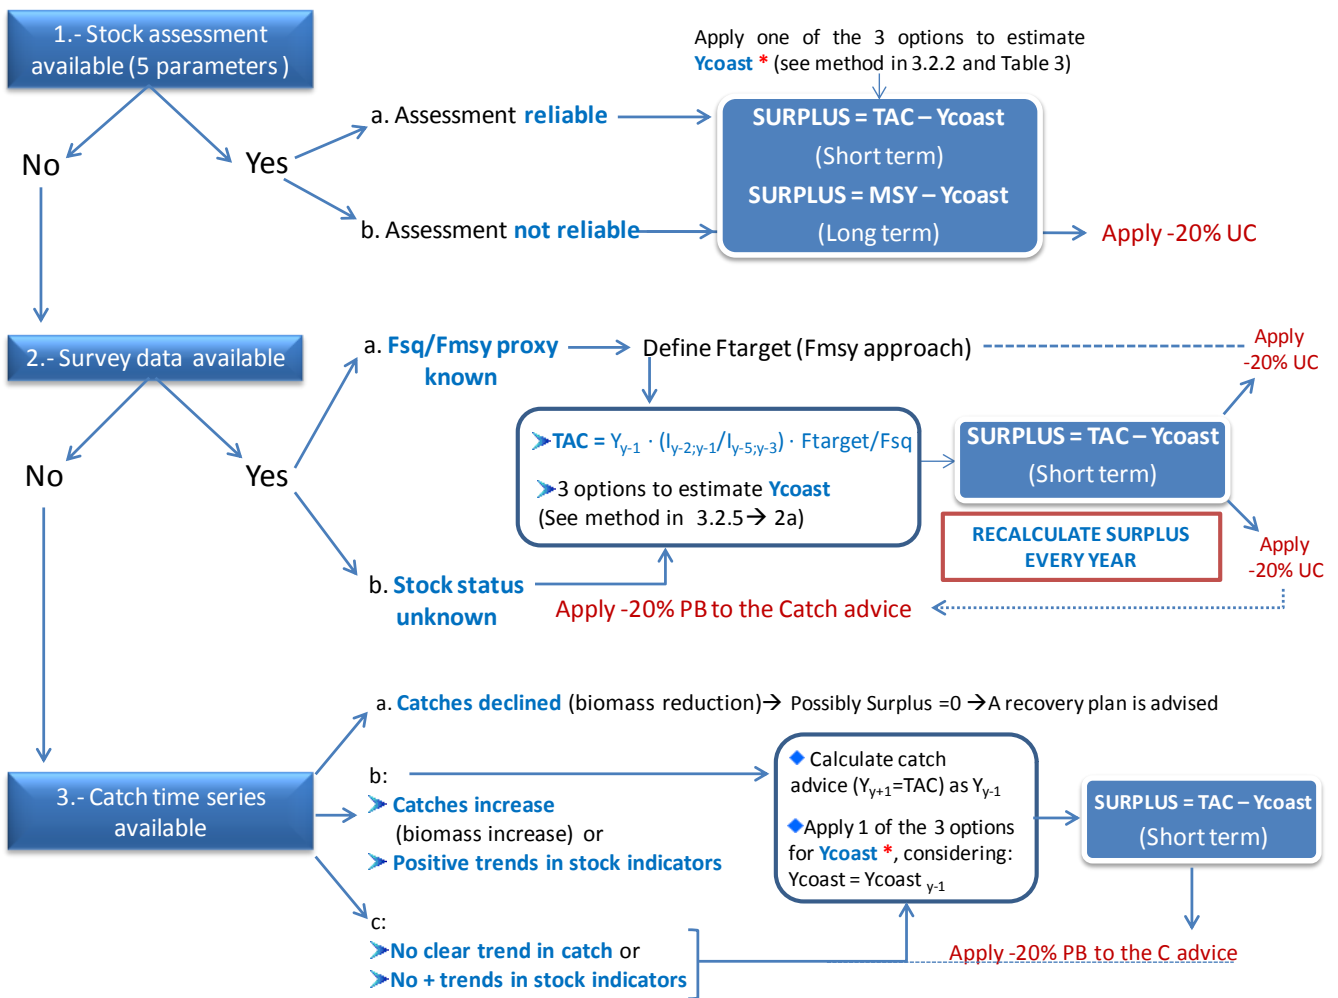 1.- Stock assessment
available (5 parameters )
Apply one of the 3 options to estimate
Ycoast * (see method in 3.2.2 and Table 3)
a. Assessment reliable
SURPLUS = TAC – Ycoast
(Short term)
No
Yes
SURPLUS = MSY – Ycoast
(Long term)
b. Assessment not reliable
Apply -20% UC
2.- Survey data available
a. Fsq/Fmsy proxy
known
Define Ftarget (Fmsy approach)
Apply
-20% UC
TAC = Yy-1 · (Iy-2;y-1/Iy-5;y-3) · Ftarget/Fsq
3 options to estimate Ycoast
(See method in 3.2.5→ 2a)
SURPLUS = TAC – Ycoast
(Short term)
No
Yes
RECALCULATE SURPLUS
EVERY YEAR
Apply
-20% UC
b. Stock status
unknown
Apply -20% PB to the Catch advice
a. Catches declined (biomass reduction)→ Possibly Surplus =0 →A recovery plan is advised
3.- Catch time series
available
b:
Catches increase
(biomass increase) or
Positive trends in stock indicators
Calculate catch
advice (Yy+1=TAC) as Yy-1
Apply 1 of the 3 options
for Ycoast *, considering:
Ycoast = Ycoast y-1
SURPLUS = TAC – Ycoast
(Short term)
c:
No clear trend in catch or
No + trends in stock indicators
Apply -20% PB to the C advice